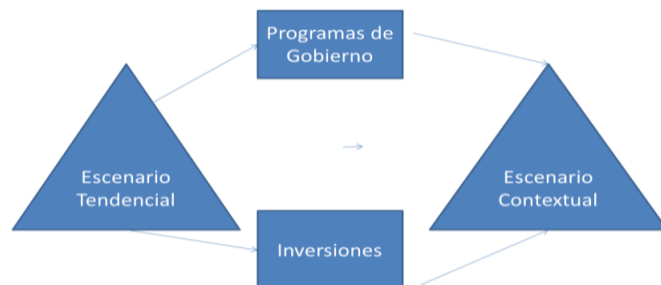 Programas de
Gobierno
Escenario
Tendencial
Escenario
Contextual
Inversiones